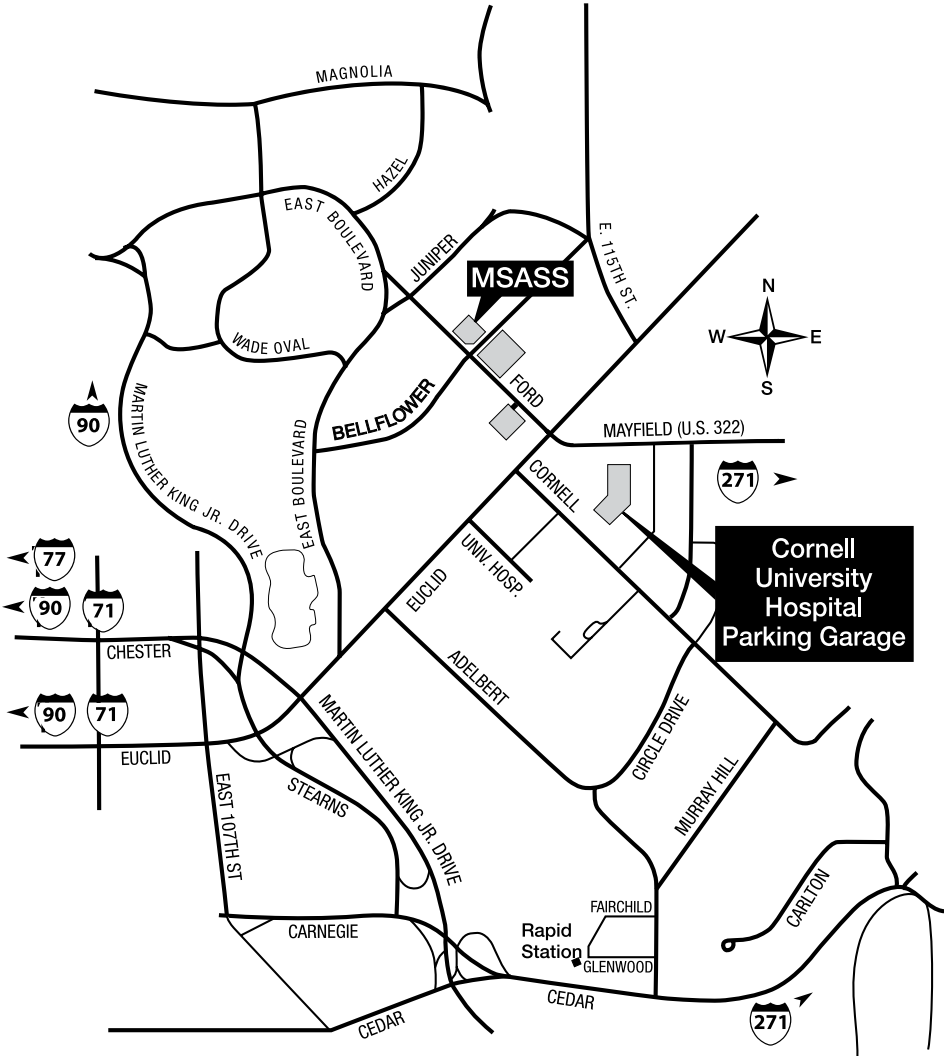 MAGNOLIA
HAZEL
EAST BOULEVARD
JUNIPER
E. 115TH ST.
MSASS
N
W
E
S
WADE OVAL
FORD
BELLFLOWER
90
MARTIN LUTHER KING JR. DRIVE
EAST BOULEVARD
MAYFIELD (U.S. 322)
CORNELL
271
UNIV. HOSP.
EUCLID
77
90
71
Cornell
University
Hospital
Parking Garage
CHESTER
ADELBERT
90
71
MARTIN LUTHER KING JR. DRIVE
CIRCLE DRIVE
EUCLID
STEARNS
MURRAY HILL
EAST 107TH ST
CARLTON
FAIRCHILD
CARNEGIE
Rapid
Station
GLENWOOD
CEDAR
CEDAR
271